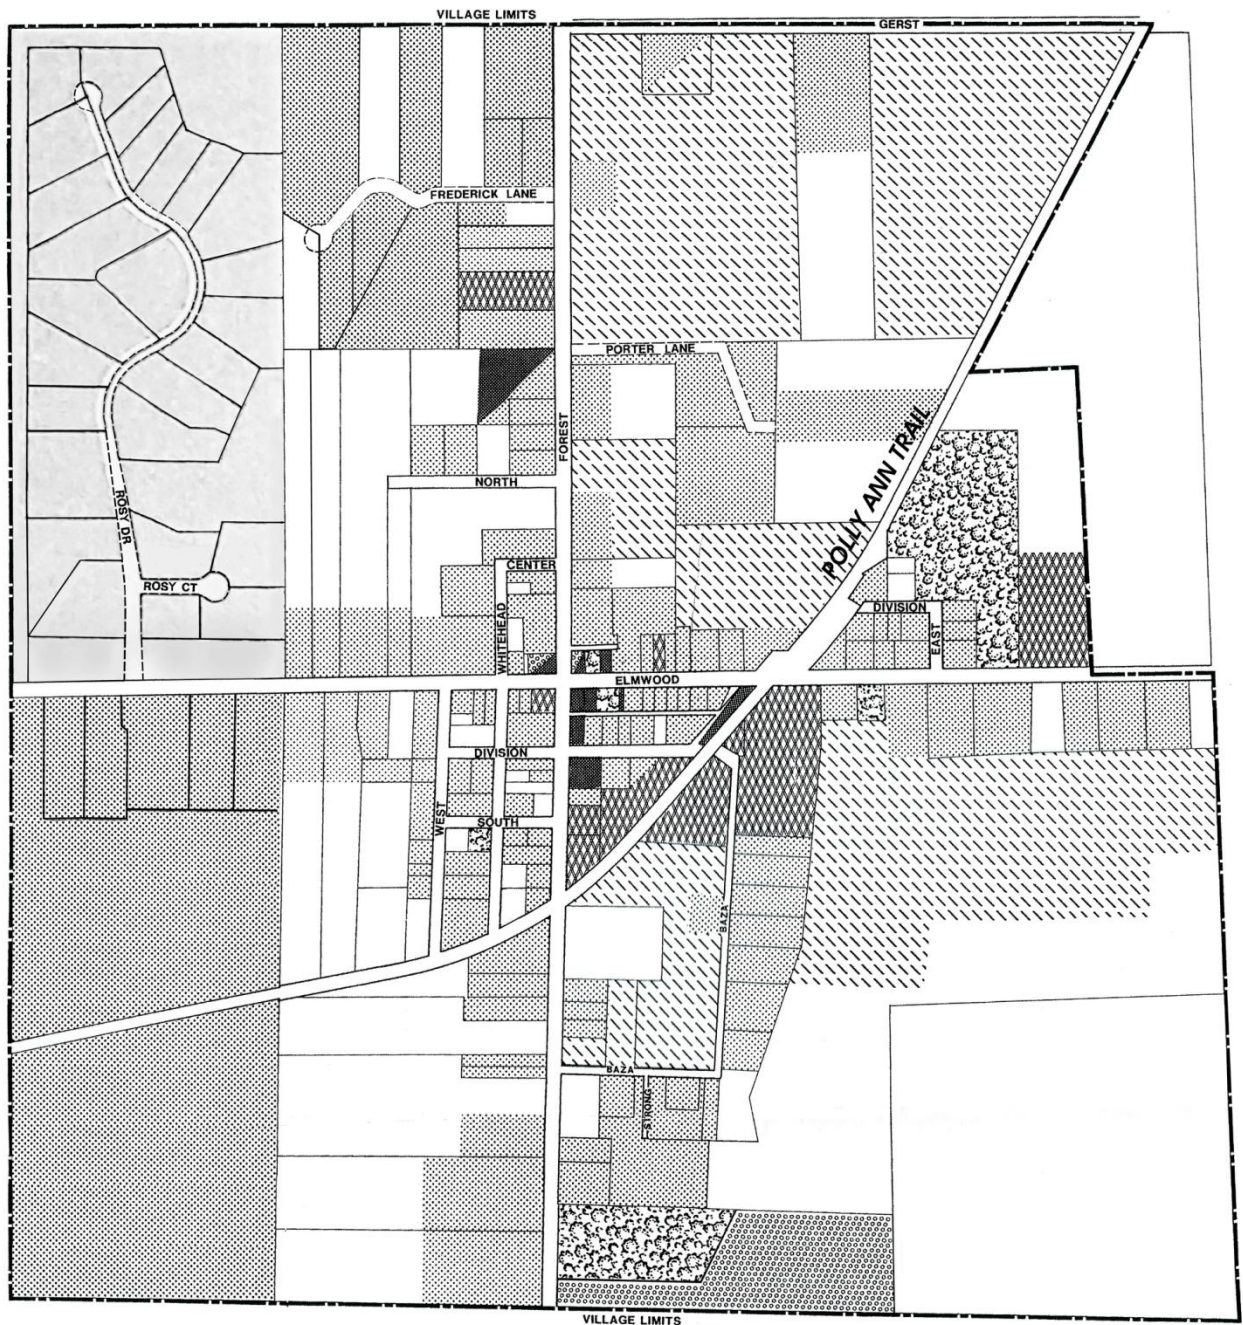 VILLAGE LIMITS
GERST
FREDERICK LANE
PORTER LANE
FOREST
POLLY ANN TRAIL
NORTH
ROSY DR
CENTER
ROSY CT
WHITEHEAD
DIVISION
EAST
ELMWOOD
DIVISION
WEST
SOUTH
BAZA
BAZA
STRONG
VILLAGE LIMITS